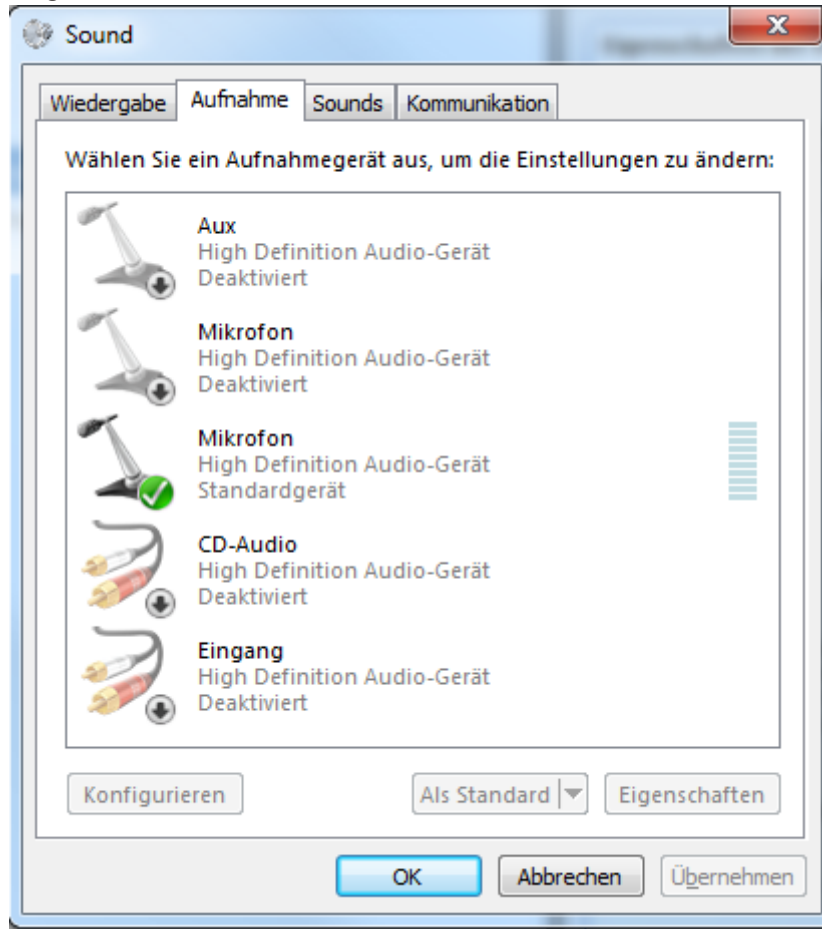 Sound
Wiedergabe Aufnahme Sounds Kommunikation
Wählen Sie ein Aufnahmegerät aus, um die Einstellungen zu ändern:
Aux
High Definition Audio-Gerät
Deaktiviert
Mikrofon
High Definition Audio-Gerät
Deaktiviert
Mikrofon
High Definition Audio-Gerät
Standardgerät
CD-Audio
High Definition Audio-Gerät
Deaktiviert
Eingang
High Definition Audio-Gerät
Deaktiviert
Konfigurieren Als Standard Eigenschaften
OK Abbrechen Übernehmen